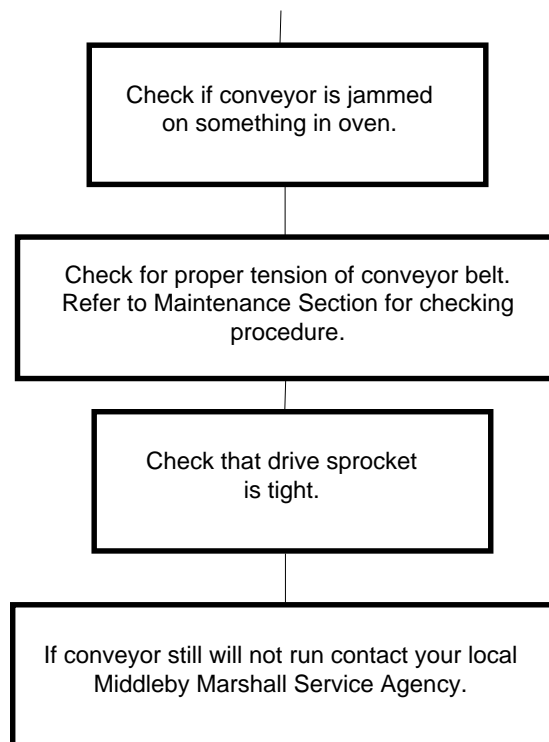 Check if conveyor is jammed
on something in oven.
Check for proper tension of conveyor belt.
Refer to Maintenance Section for checking
procedure.
Check that drive sprocket
is tight.
If conveyor still will not run contact your local
Middleby Marshall Service Agency.